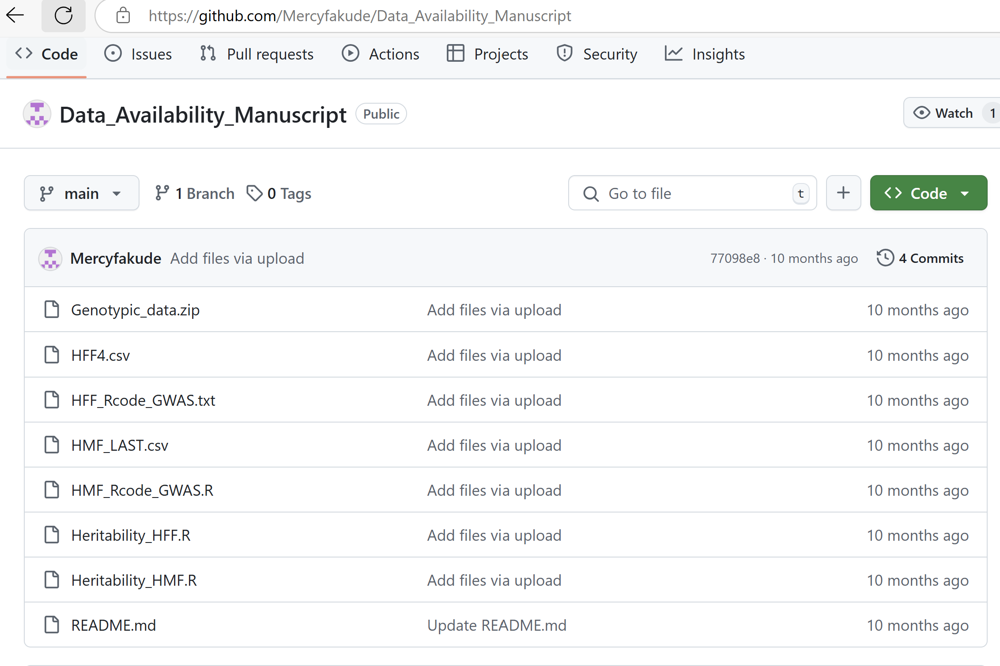 https://github.com/Mercyfakude/Data_Availability_Manuscript
Code Issues Pull requests Actions Projects Security Insights
Data_Availability_Manuscript Public Watch 1
main 1 Branch 0 Tags Go to file t + Code
Mercyfakude Add files via upload 77098e8 · 10 months ago 4 Commits
Genotypic_data.zip Add files via upload 10 months ago
HFF4.csv Add files via upload 10 months ago
HFF_Rcode_GWAS.txt Add files via upload 10 months ago
HMF_LAST.csv Add files via upload 10 months ago
HMF_Rcode_GWAS.R Add files via upload 10 months ago
Heritability_HFF.R Add files via upload 10 months ago
Heritability_HMF.R Add files via upload 10 months ago
README.md Update README.md 10 months ago